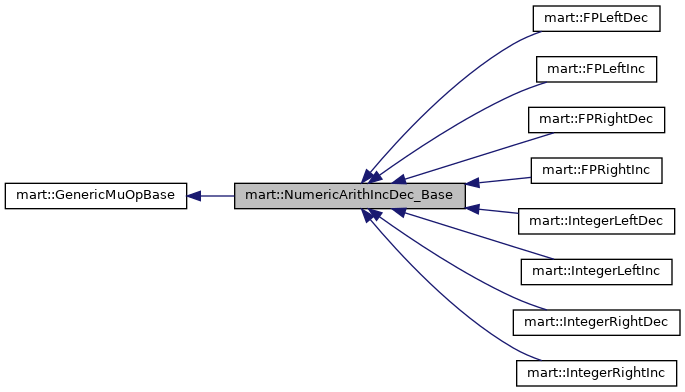 mart::FPLeftDec
mart::FPLeftInc
mart::FPRightDec
mart::FPRightInc
mart::GenericMuOpBase
mart::NumericArithIncDec_Base
mart::IntegerLeftDec
mart::IntegerLeftInc
mart::IntegerRightDec
mart::IntegerRightInc